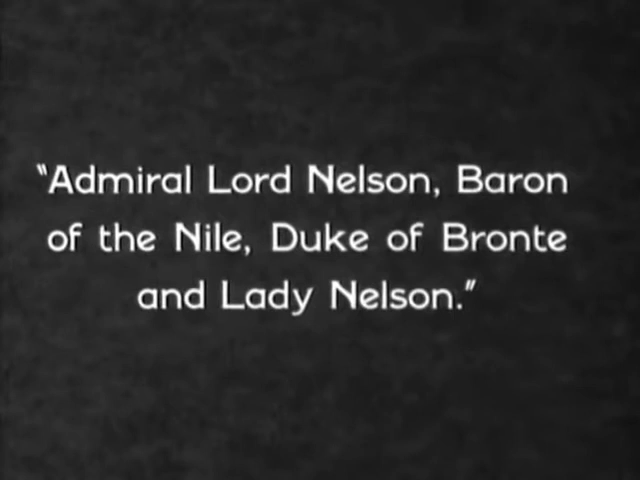 “Admiral Lord Nelson, Baron
of the Nile, Duke of Bronte
and Lady Nelson.”